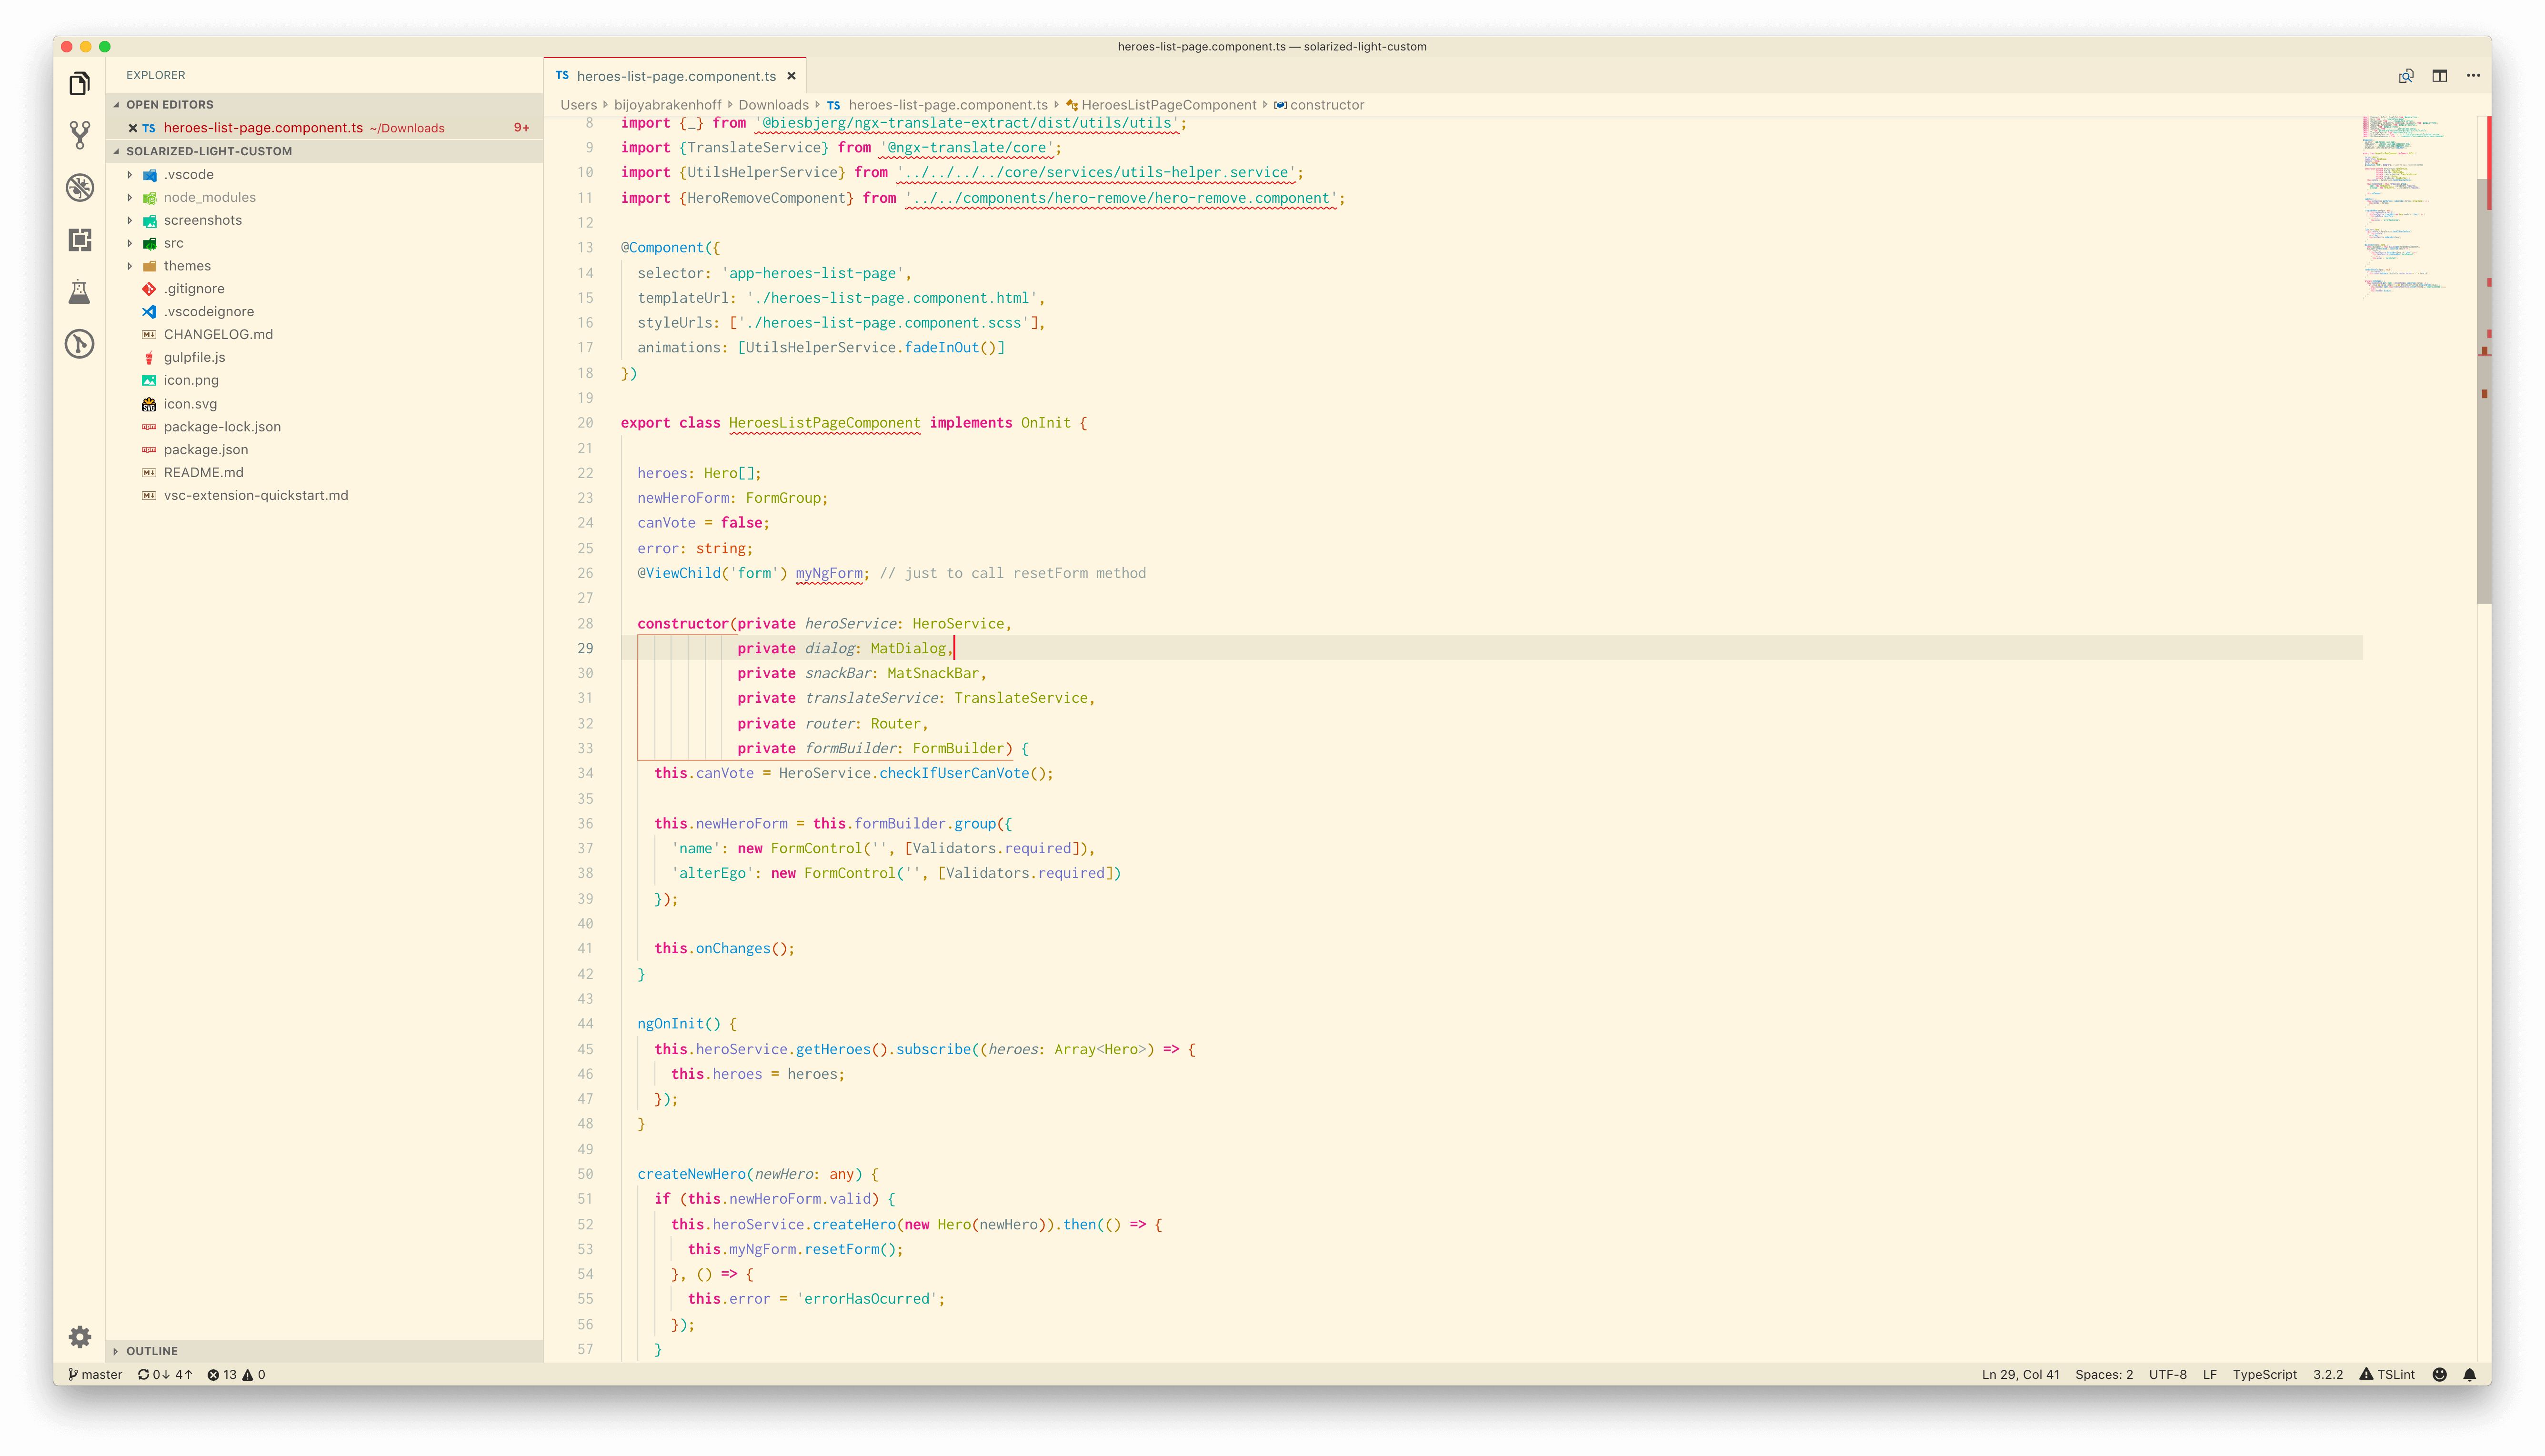 heroes-list-page.component.ts — solarized-light-custom
EXPLORER
OPEN EDITORS
TS heroes-list-page.component.ts ~/Downloads 9+
SOLARIZED-LIGHT-CUSTOM
.vscode
node_modules
screenshots
src
themes
.gitignore
.vscodeignore
CHANGELOG.md
gulpfile.js
icon.png
icon.svg
package-lock.json
package.json
README.md
vsc-extension-quickstart.md
OUTLINE
TS heroes-list-page.component.ts
Users bijoyabrakenhoff Downloads TS heroes-list-page.component.ts HeroesListPageComponent constructor
8 import {_} from '@biesbjerg/ngx-translate-extract/dist/utils/utils';
9 import {TranslateService} from '@ngx-translate/core';
10 import {UtilsHelperService} from '../../../../core/services/utils-helper.service';
11 import {HeroRemoveComponent} from '../../components/hero-remove/hero-remove.component';
12
13 @Component({
14 selector: 'app-heroes-list-page',
15 templateUrl: './heroes-list-page.component.html',
16 styleUrls: ['./heroes-list-page.component.scss'],
17 animations: [UtilsHelperService.fadeInOut()]
18 })
19
20 export class HeroesListPageComponent implements OnInit {
21
22 heroes: Hero[];
23 newHeroForm: FormGroup;
24 canVote = false;
25 error: string;
26 @ViewChild('form') myNgForm; // just to call resetForm method
27
28 constructor(private heroService: HeroService,
29 private dialog: MatDialog,
30 private snackBar: MatSnackBar,
31 private translateService: TranslateService,
32 private router: Router,
33 private formBuilder: FormBuilder) {
34 this.canVote = HeroService.checkIfUserCanVote();
35
36 this.newHeroForm = this.formBuilder.group({
37 'name': new FormControl('', [Validators.required]),
38 'alterEgo': new FormControl('', [Validators.required])
39 });
40
41 this.onChanges();
42 }
43
44 ngOnInit() {
45 this.heroService.getHeroes().subscribe((heroes: Array<Hero>) => {
46 this.heroes = heroes;
47 });
48 }
49
50 createNewHero(newHero: any) {
51 if (this.newHeroForm.valid) {
52 this.heroService.createHero(new Hero(newHero)).then(() => {
53 this.myNgForm.resetForm();
54 }, () => {
55 this.error = 'errorHasOcurred';
56 });
57 }
master 0↓ 4↑ 13 0
Ln 29, Col 41 Spaces: 2 UTF-8 LF TypeScript 3.2.2 TSLint